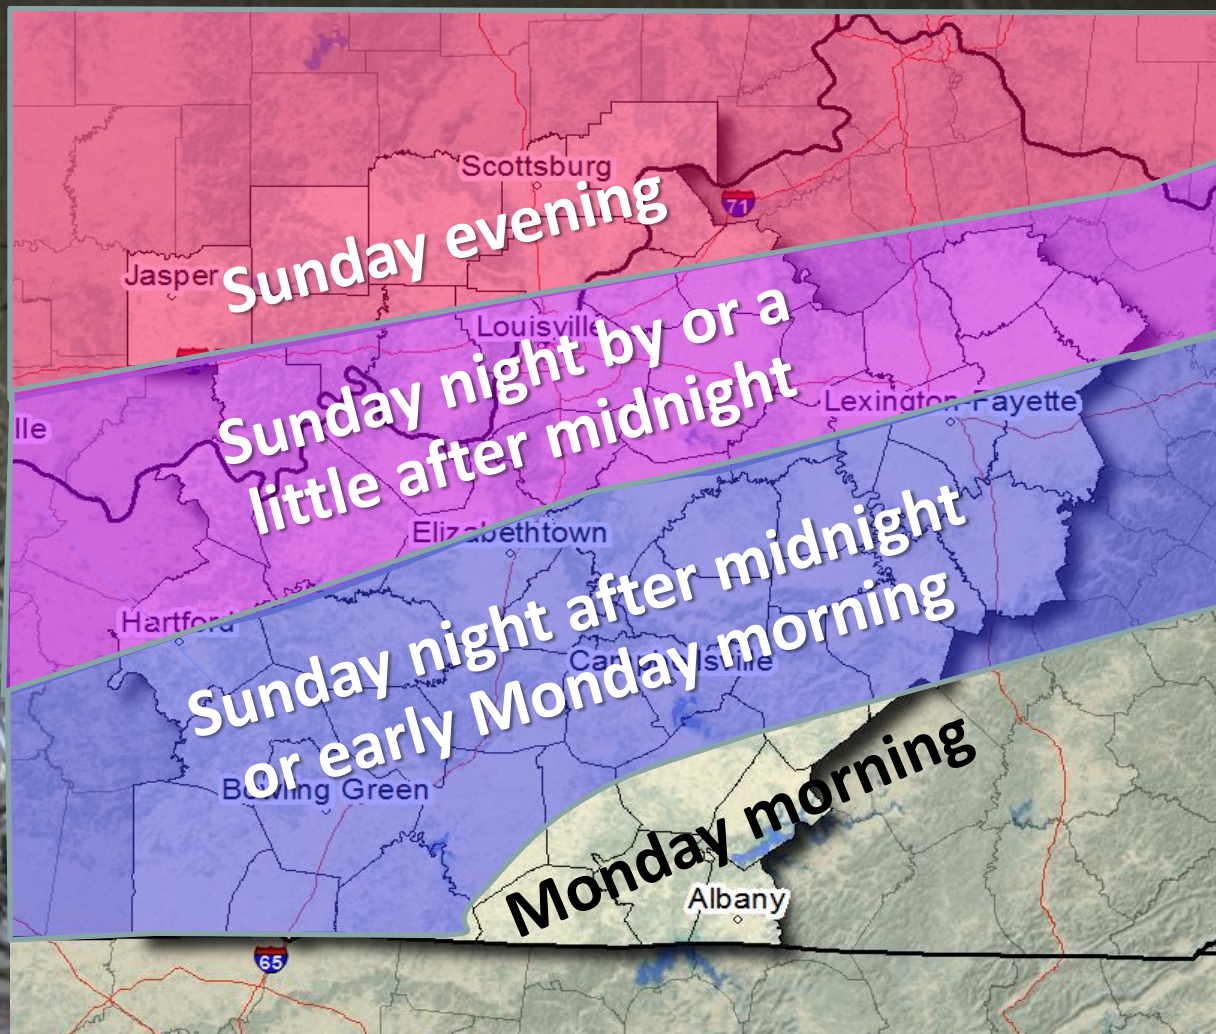 Scottsburg
71
Sunday evening
Jasper
Louisville
Sunday night by or a
little after midnight
Lexington-Fayette
lle
Elizabethtown
Hartford
Sunday night after midnight
or early Monday morning
Campbellsville
Bowling Green
Monday morning
Albany
65